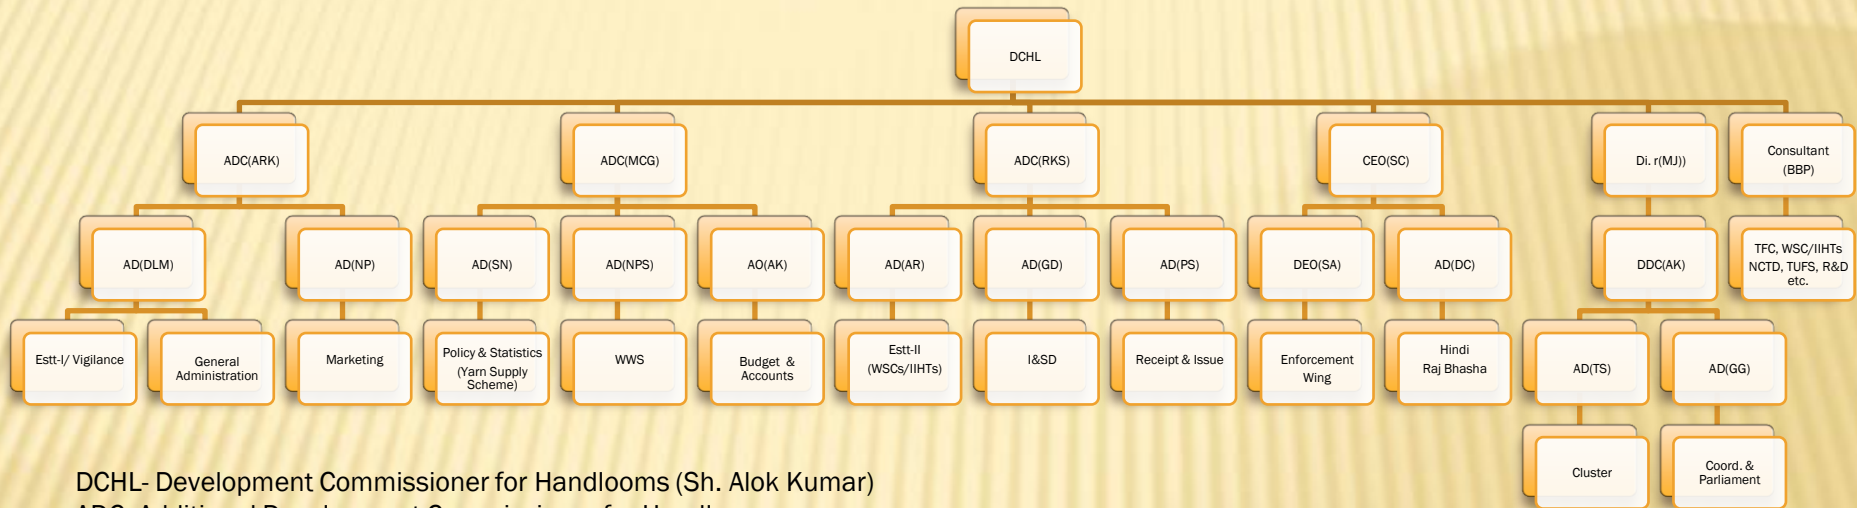 DCHL
ADC(ARK)
ADC(MCG)
ADC(RKS)
CEO(SC)
Di. r(MJ))
Consultant
(BBP)
AD(DLM)
AD(NP)
AD(SN)
AD(NPS)
AO(AK)
AD(AR)
AD(GD)
AD(PS)
DEO(SA)
AD(DC)
DDC(AK)
TFC, WSC/IIHTs
NCTD, TUFS, R&D
etc.
Estt-I/ Vigilance
General
Administration
Marketing
Policy & Statistics
(Yarn Supply
Scheme)
WWS
Budget &
Accounts
Estt-II
(WSCs/IIHTs)
I&SD
Receipt & Issue
Enforcement
Wing
Hindi
Raj Bhasha
AD(TS)
AD(GG)
Cluster
Coord. &
Parliament
DCHL- Development Commissioner for Handlooms (Sh. Alok Kumar)